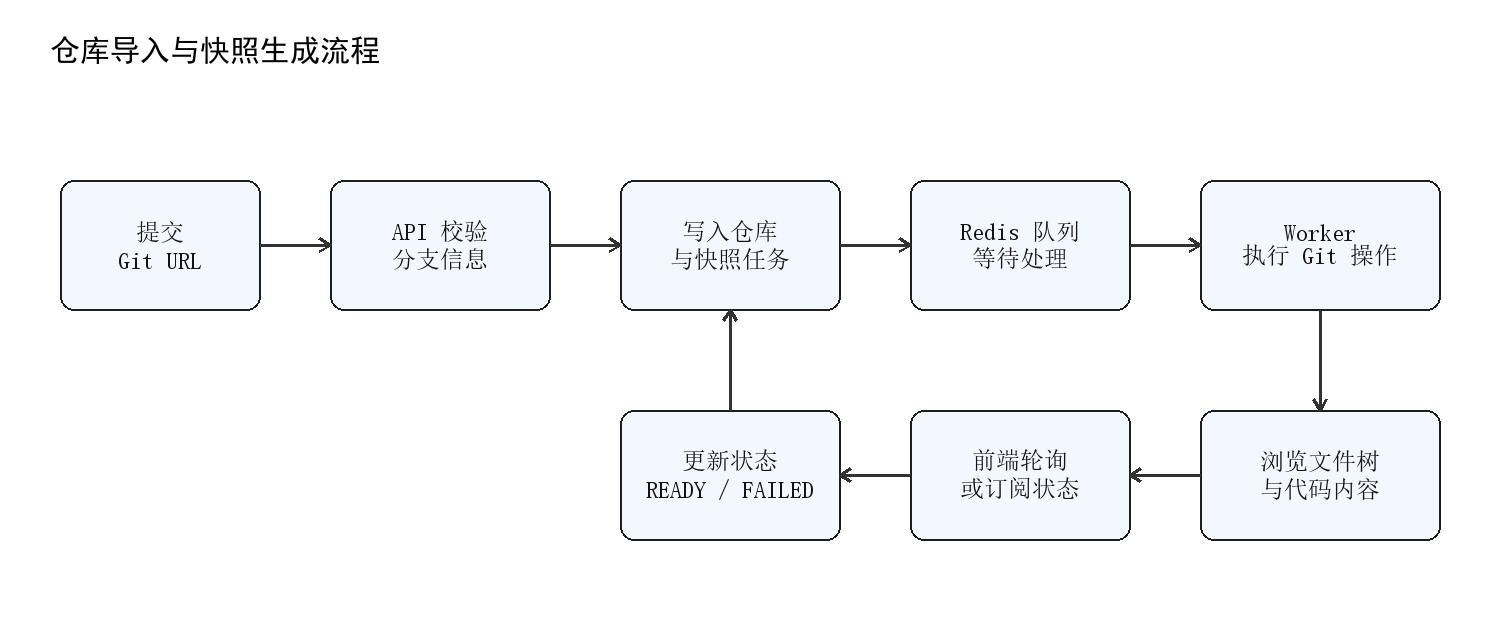 仓库导入与快照生成流程
提交
Git URL
API 校验
分支信息
写入仓库
与快照任务
Redis 队列
等待处理
Worker
执行 Git 操作
更新状态
READY / FAILED
前端轮询
或订阅状态
浏览文件树
与代码内容